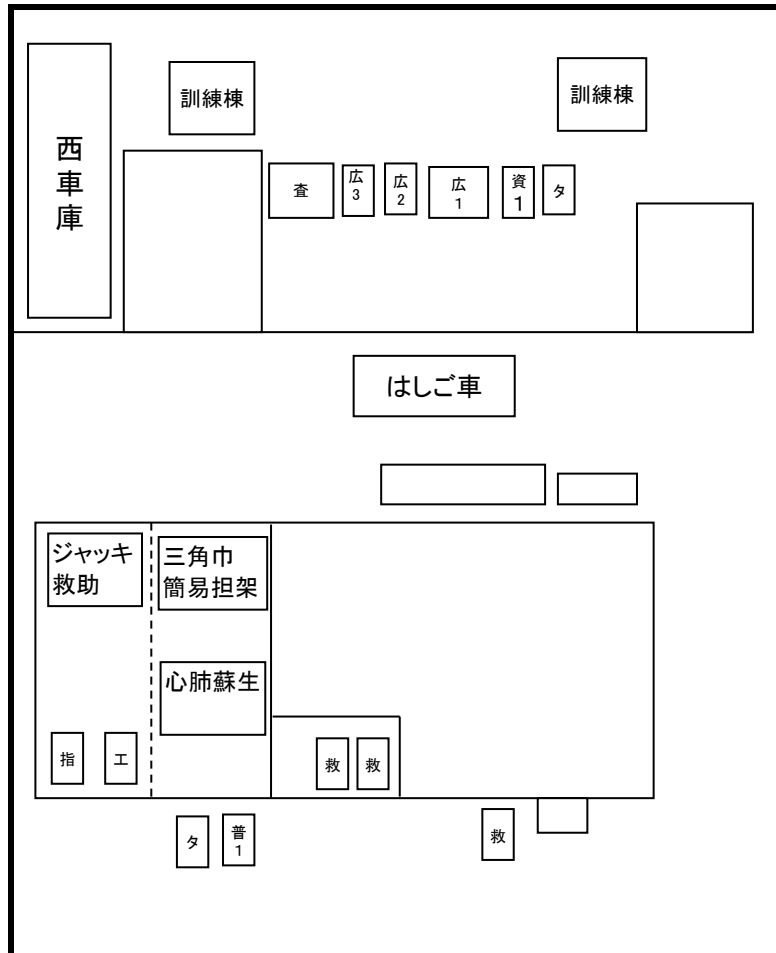 訓練棟
訓練棟
西車庫
査
広3
広2
広1
資1
タ
はしご車
ジャッキ
救助
三角巾
簡易担架
心肺蘇生
指
工
救
救
タ
普1
救